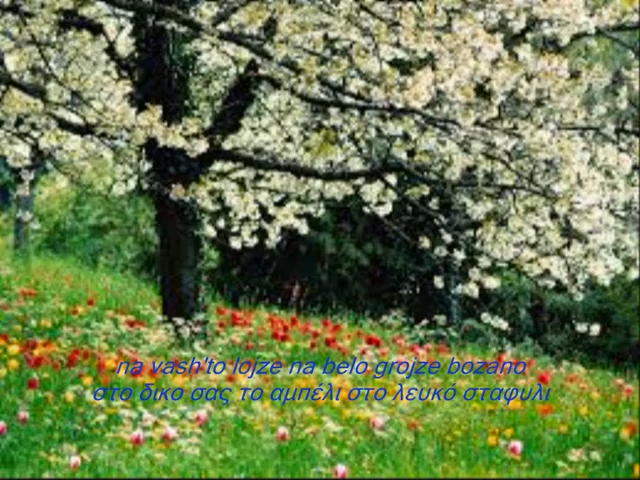 na vash'to lojze na belo grojze bozano
στο δικο σας το αμπέλι στο λευκό σταφυλι